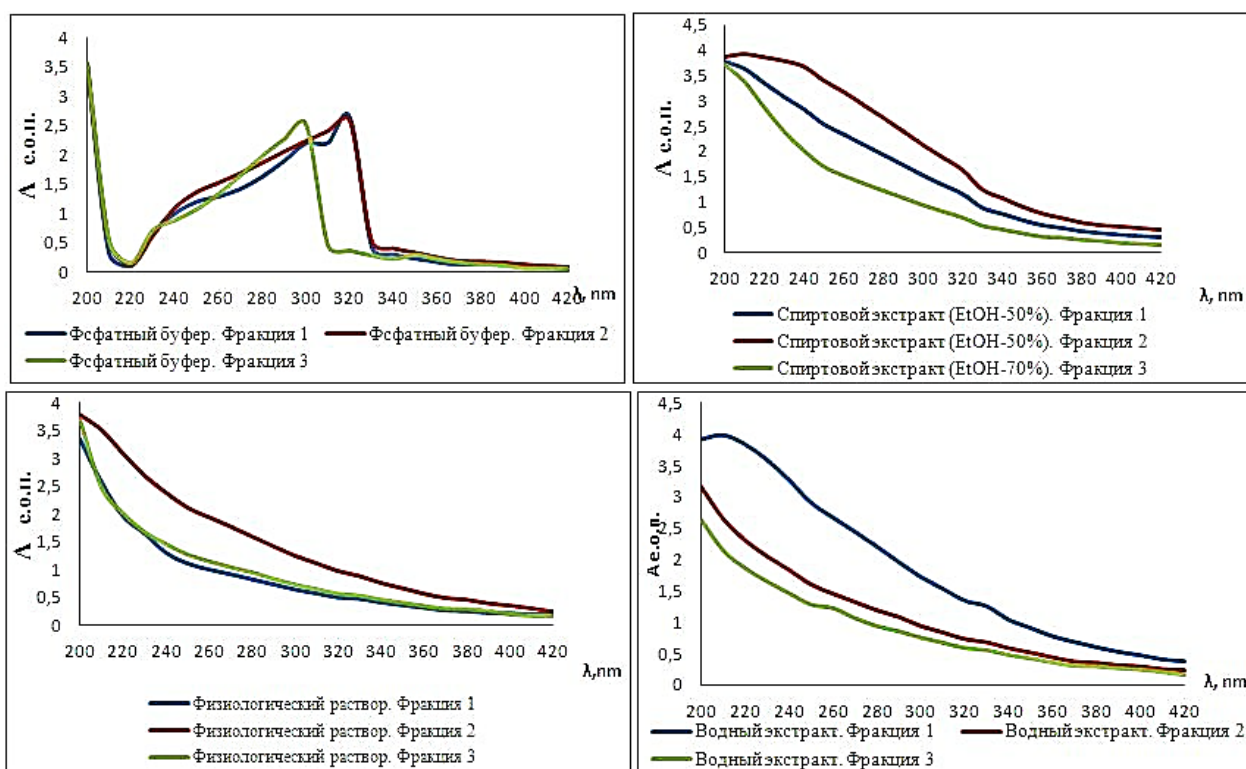 4
3,5
3
2,5
2
1,5
1
0,5
0
Λ е.о.п.
200 220 240 260 280 300 320 340 360 380 400 420
λ, nm
Фсфатный буфер. Фракция 1
Фсфатный буфер. Фракция 2
Фсфатный буфер. Фракция 3
4,5
4
3,5
3
2,5
2
1,5
1
0,5
0
Λ е.о.п.
200 220 240 260 280 300 320 340 360 380 400 420
λ, nm
Спиртовой экстракт (EtOH-50%). Фракция 1
Спиртовой экстракт (EtOH-50%). Фракция 2
Спиртовой экстракт (EtOH-70%). Фракция 3
4
3,5
3
2,5
2
1,5
1
0,5
0
Λ е.о.п.
200 220 240 260 280 300 320 340 360 380 400 420
λ,nm
Физиологический раствор. Фракция 1
Физиологический раствор. Фракция 2
Физиологический раствор. Фракция 3
4,5
4
3,5
3
2,5
2
1,5
1
0,5
0
А е.о.п.
200 220 240 260 280 300 320 340 360 380 400 420
λ, nm
Водный экстракт. Фракция 1
Водный экстракт. Фракция 2
Водный экстракт. Фракция 3